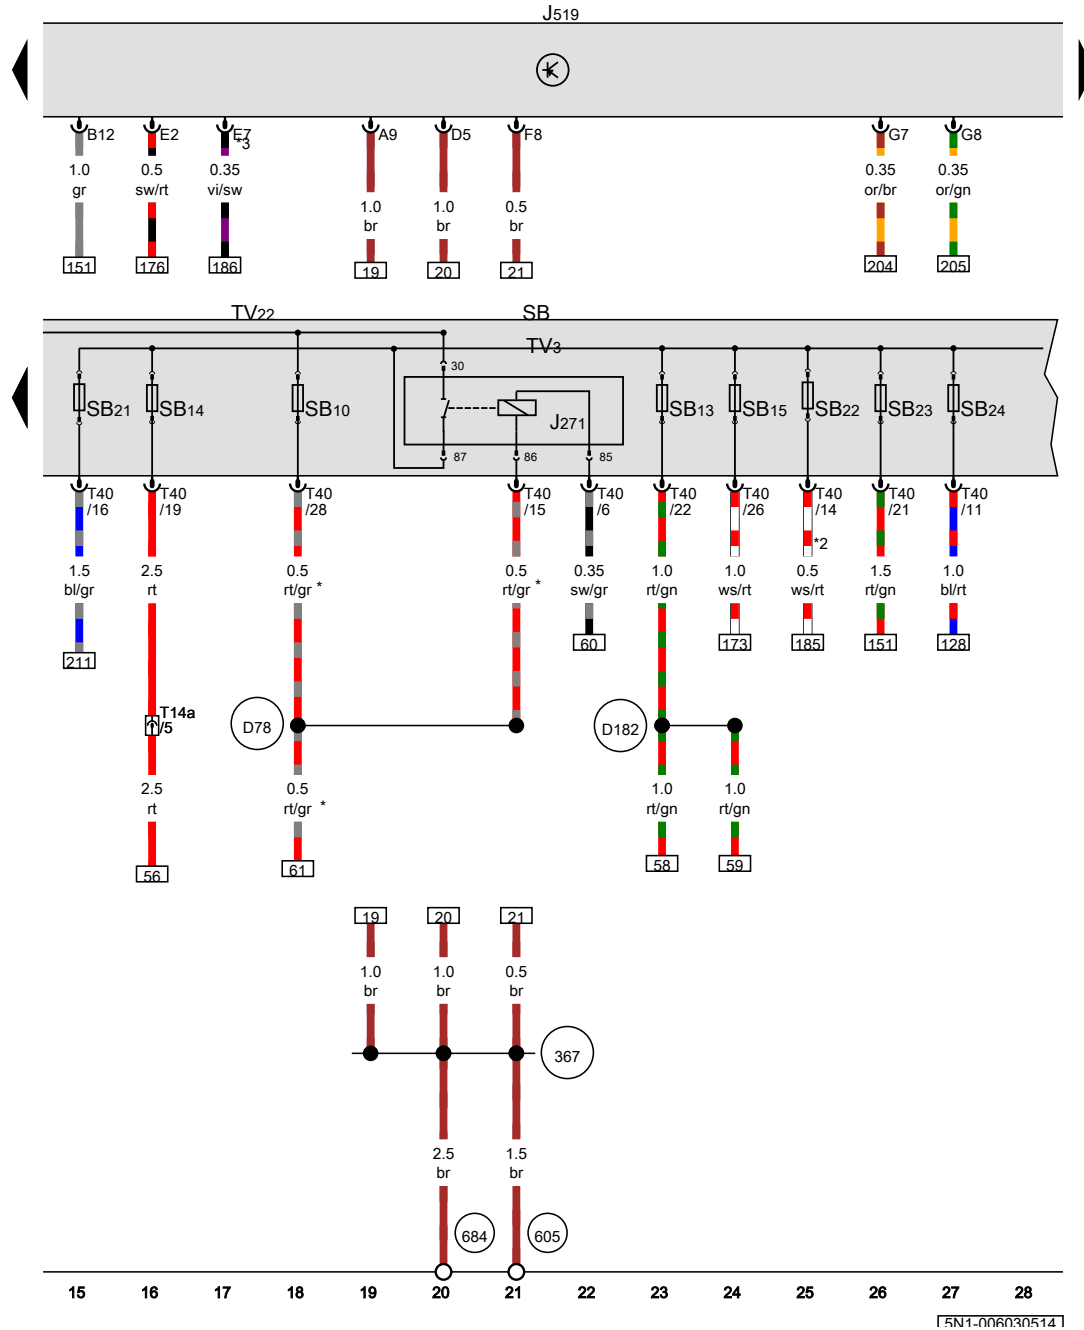 J519
B12 E2 E7 A9 D5 F8 G7 G8
*3
1.0 0.5 0.35 0.35 0.35
gr sw/rt vi/sw or/br or/gn
1.0 1.0 0.5
br br br
151 176 186 19 20 21 204 205
TV22 SB
TV3
30
SB21 SB14 SB10 J271 SB13 SB15 SB22 SB23 SB24
87 86 85
T40 T40 T40 T40 T40 T40 T40 T40 T40 T40
/16 /19 /28 /15 /6 /22 /26 /14 /21 /11
*2
1.5 2.5 0.5 0.5 0.35 1.0 1.0 0.5 1.5 1.0
bl/gr rt rt/gr * rt/gr * sw/gr rt/gn ws/rt ws/rt rt/gn bl/rt
60 173 185 151 128
211
T14a
/5
D78 D182
2.5 0.5 1.0 1.0
rt rt/gr * rt/gn rt/gn
56 61 58 59
19 20 21
1.0 1.0 0.5
br br br
367
2.5 1.5
br br
684 605
15 16 17 18 19 20 21 22 23 24 25 26 27 28
5N1-006030514